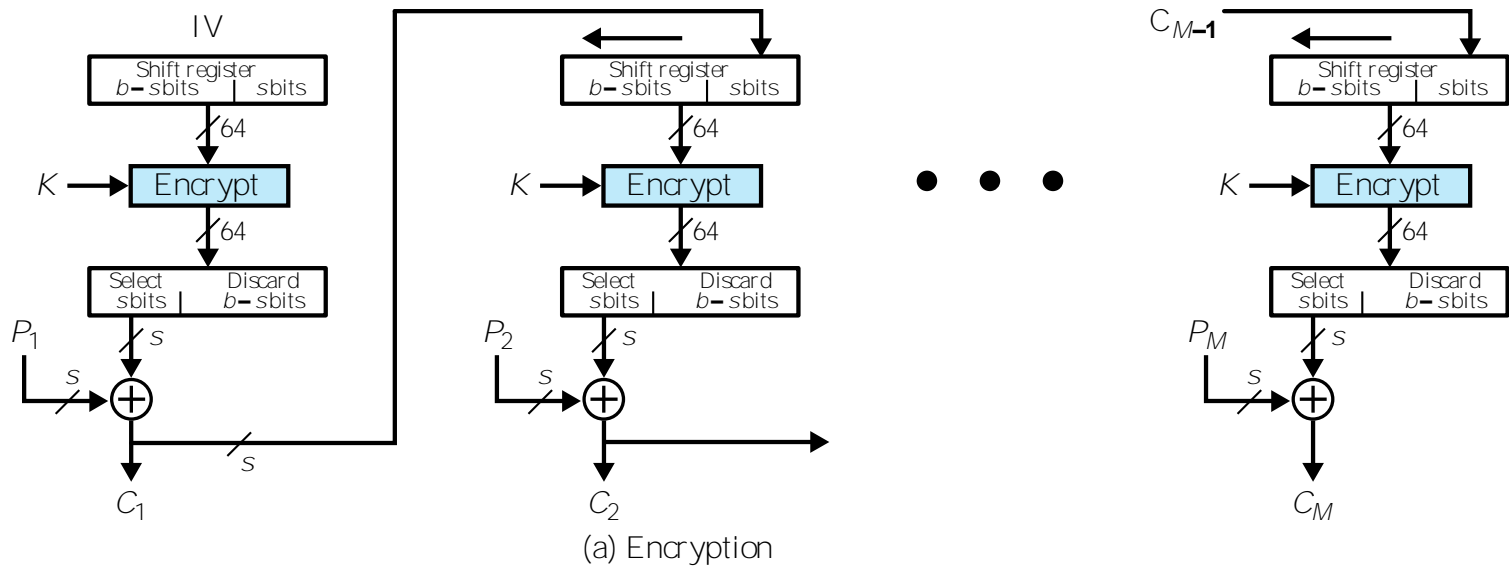 IV
C_{M–1}
Shift register
b – s bits | s bits
Shift register
b – s bits | s bits
Shift register
b – s bits | s bits
64
64
64
K
Encrypt
K
Encrypt
K
Encrypt
64
64
64
Select Discard
s bits | b – s bits
Select Discard
s bits | b – s bits
Select Discard
s bits | b – s bits
P_1
s
P_2
s
P_M
s
s
s
s
s
C_1
C_2
C_M
(a) Encryption